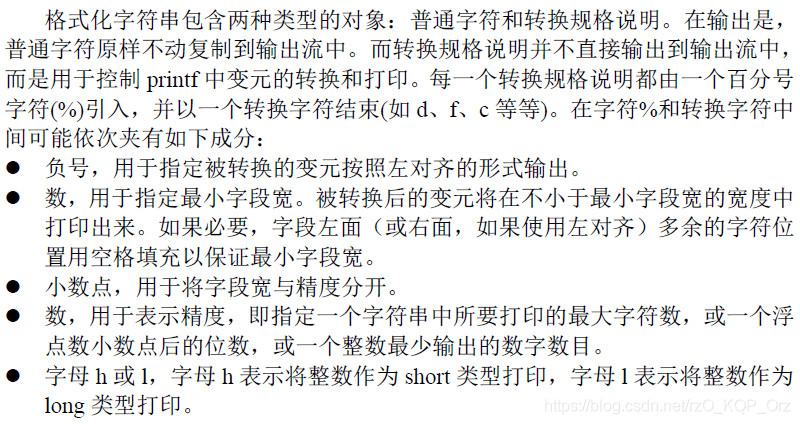 格式化字符串包含两种类型的对象：普通字符和转换规格说明。在输出是，
普通字符原样不动复制到输出流中。而转换规格说明并不直接输出到输出流中，
而是用于控制 printf 中变元的转换和打印。每一个转换规格说明都由一个百分号
字符(%)引入，并以一个转换字符结束(如 d、f、c 等等)。在字符%和转换字符中
间可能依次夹有如下成分：
● 负号，用于指定被转换的变元按照左对齐的形式输出。
● 数，用于指定最小字段宽。被转换后的变元将在不小于最小字段宽的宽度中
打印出来。如果必要，字段左面（或右面，如果使用左对齐）多余的字符位
置用空格填充以保证最小字段宽。
● 小数点，用于将字段宽与精度分开。
● 数，用于表示精度，即指定一个字符串中所要打印的最大字符数，或一个浮
点数小数点后的位数，或一个整数最少输出的数字数目。
● 字母 h 或 l，字母 h 表示将整数作为 short 类型打印，字母 l 表示将整数作为
long 类型打印。
https://blog.csdn.net/rzO_KQP_Orz